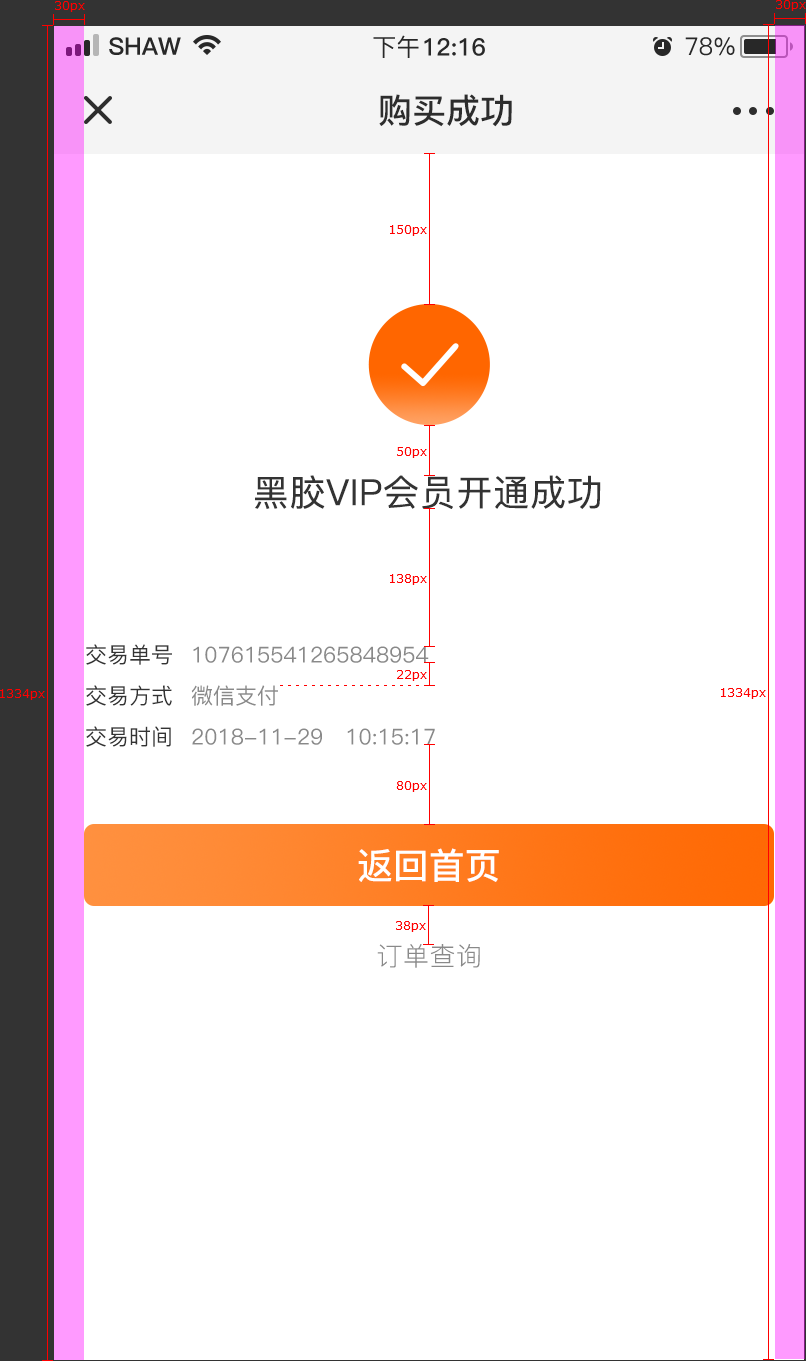 30px 30px
SHAW 下午12:16 78%
购买成功
150px
50px
黑胶VIP会员开通成功
138px
交易单号 107615541265848954
22px
交易方式 微信支付
1334px 1334px
交易时间 2018-11-29 10:15:17
80px
返回首页
38px
订单查询